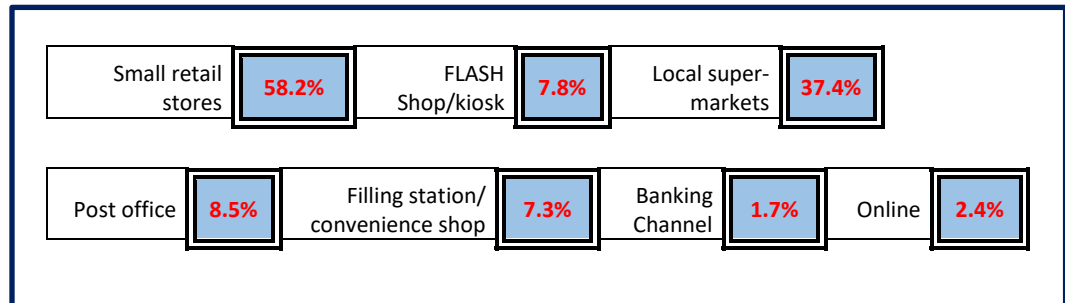 Small retail
stores
58.2%
FLASH
Shop/kiosk
7.8%
Local super-
markets
37.4%
Post office
8.5%
Filling station/
convenience shop
7.3%
Banking
Channel
1.7%
Online
2.4%